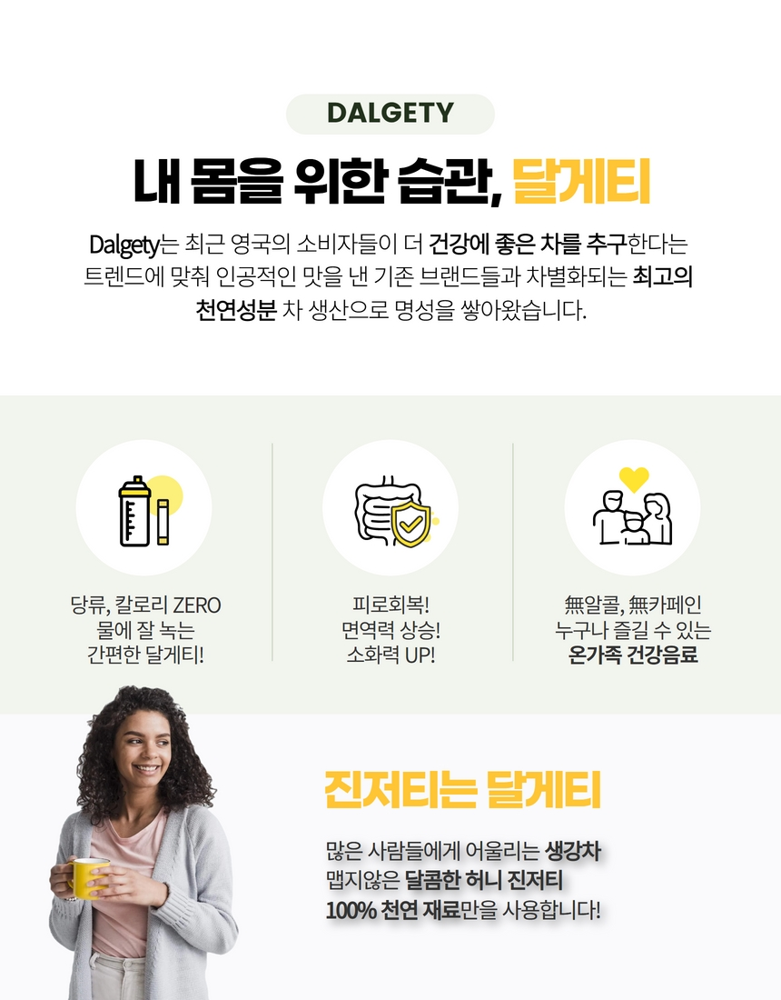 DALGETY
내 몸을 위한 습관, 달게티
Dalgety는 최근 영국의 소비자들이 더 건강에 좋은 차를 추구한다는
트렌드에 맞춰 인공적인 맛을 낸 기존 브랜드들과 차별화되는 최고의
천연성분 차 생산으로 명성을 쌓아왔습니다.
당류, 칼로리 ZERO
물에 잘 녹는
간편한 달게티!
피로회복!
면역력 상승!
소화력 UP!
無알콜, 無카페인
누구나 즐길 수 있는
온가족 건강음료
진저티는 달게티
많은 사람들에게 어울리는 생강차
맵지않은 달콤한 허니 진저티
100% 천연 재료만을 사용합니다!